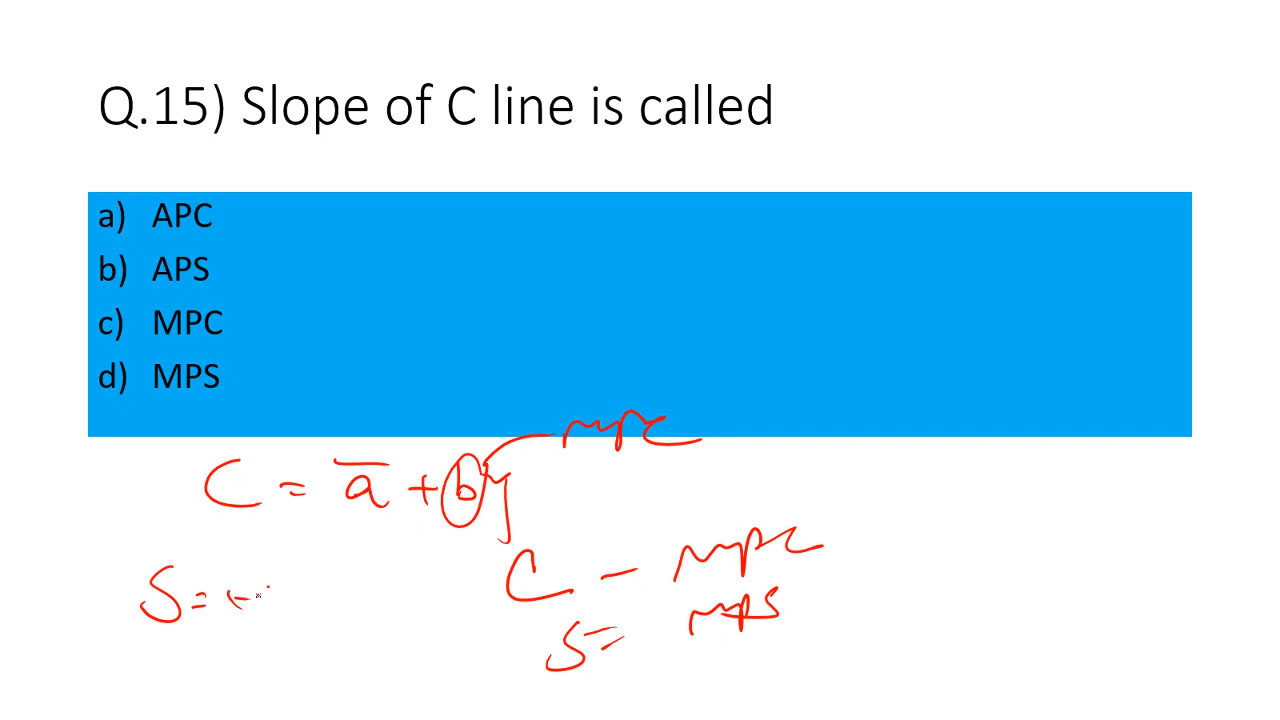 Q.15) Slope of C line is called
a) APC
b) APS
c) MPC
d) MPS
mpc
C = a̅ + by
C – mpc
S = mps
S = (-